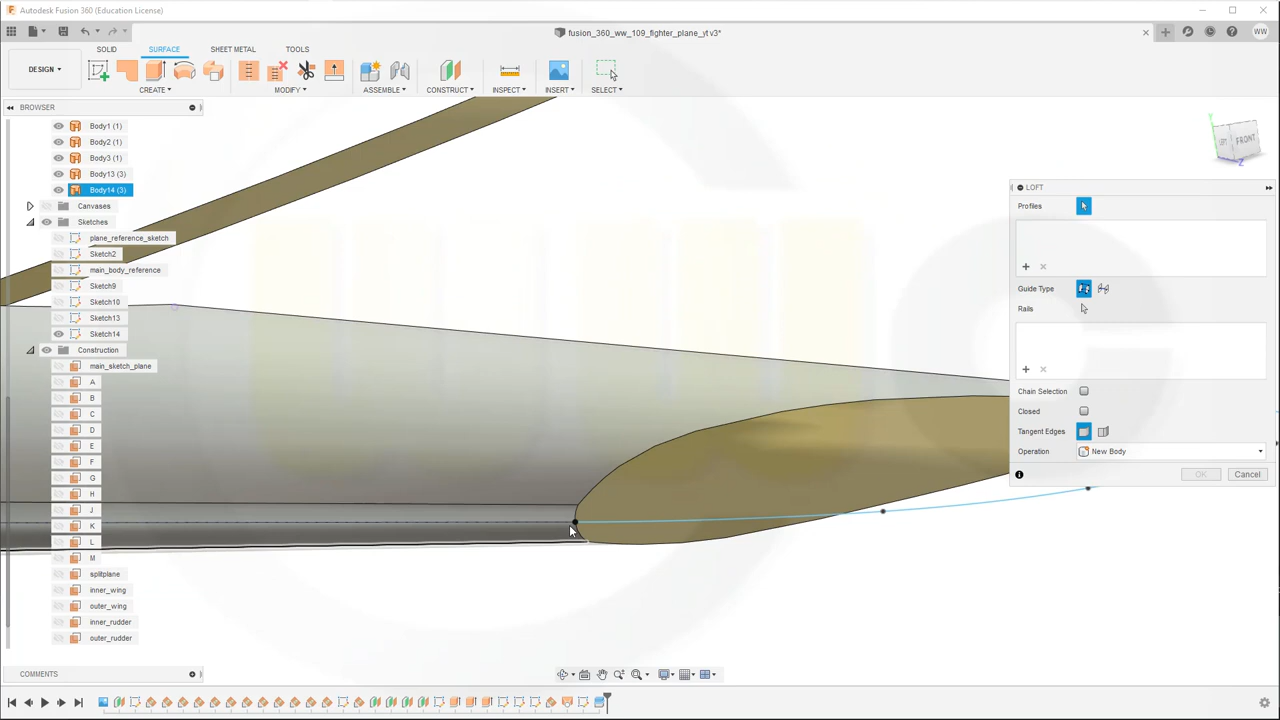 Autodesk Fusion 360 (Education License)
fusion_360_ww_109_fighter_plane_yt v3*
WW
DESIGN
SOLID SURFACE SHEET METAL TOOLS
CREATE MODIFY ASSEMBLE CONSTRUCT INSPECT INSERT SELECT
BROWSER
Body1 (1)
Body2 (1)
Body3 (1)
Body13 (3)
Body14 (3)
Canvases
Sketches
plane_reference_sketch
Sketch2
main_body_reference
Sketch9
Sketch10
Sketch13
Sketch14
Construction
main_sketch_plane
A
B
C
D
E
F
G
H
J
K
L
M
splitplane
inner_wing
outer_wing
inner_rudder
outer_rudder
COMMENTS
LEFT FRONT
Y
Z
LOFT
Profiles
Guide Type
Rails
Chain Selection
Closed
Tangent Edges
Operation New Body
OK Cancel